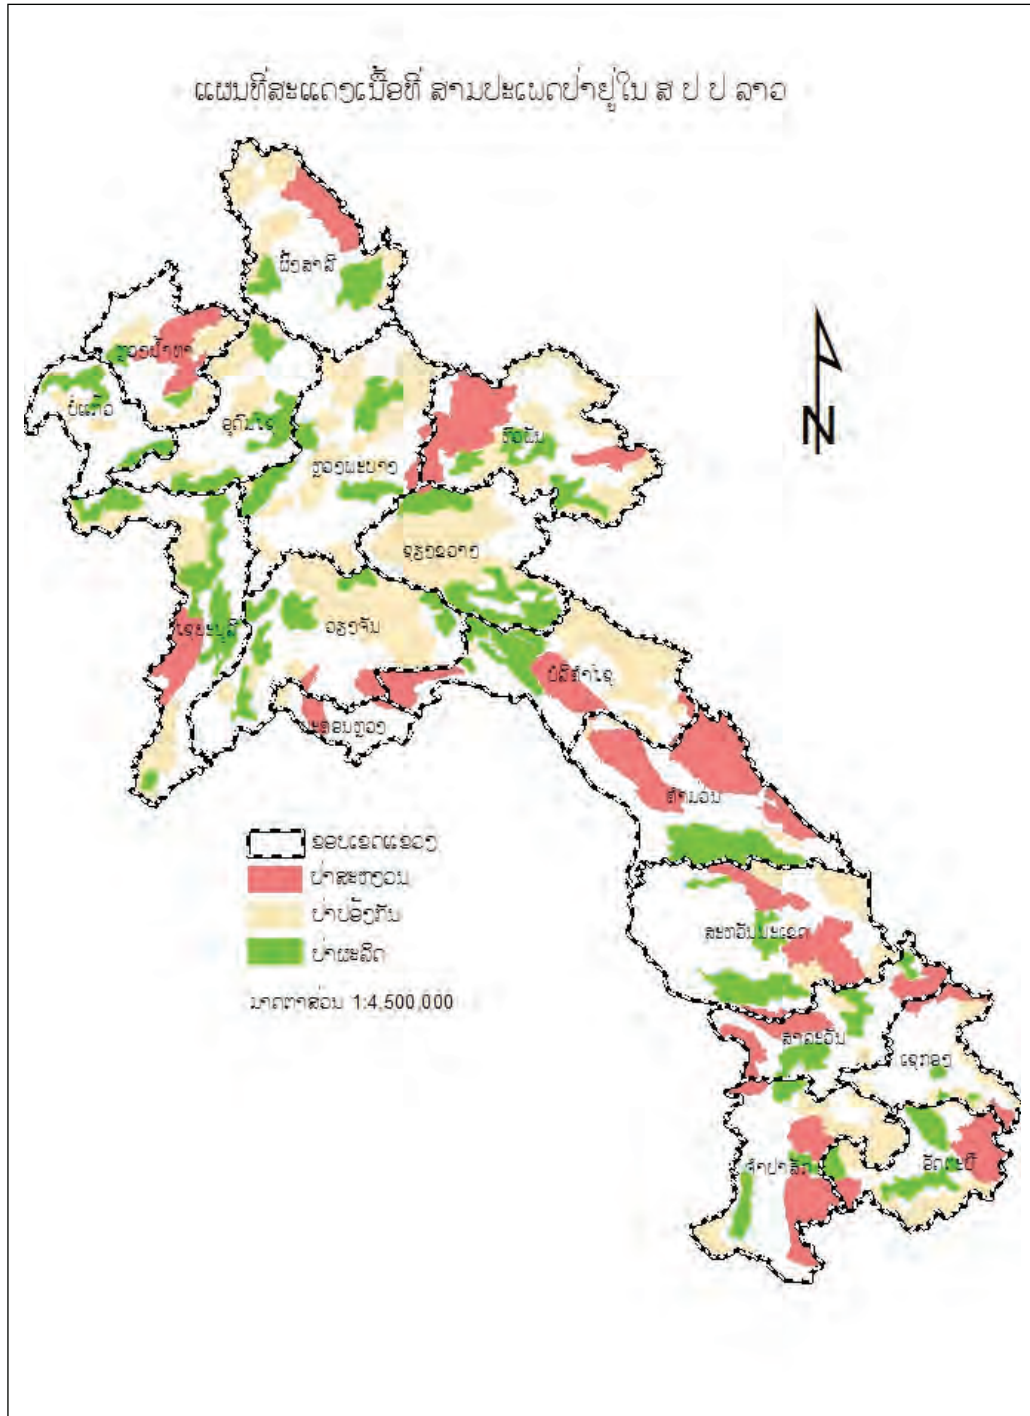 ແຜນທີ່ສະແດງເນື້ອທີ່ ສາມປະເພດປ່າຢູ່ໃນ ສ ປ ປ ລາວ
ຜົ້ງສາລີ
ຫຼວງນ້ຳທາ
ບໍ່ແກ້ວ
ອຸດົມໄຊ
ຫົວພັນ
ຫຼວງພະບາງ
ຊຽງຂວາງ
ວຽງຈັນ
ໄຊຍະບູລີ
ບໍລິຄຳໄຊ
ນະຄອນຫຼວງ
ຄຳມ່ວນ
ຂອບເຂດແຂວງ
ປ່າສະຫງວນ
ປ່າປ້ອງກັນ
ປ່າຜະລິດ
ມາດຕາສ່ວນ 1:4,500,000
ສະຫວັນນະເຂດ
ສາລະວັນ
ເຊກອງ
ຈຳປາສັກ
ອັດຕະປື
N